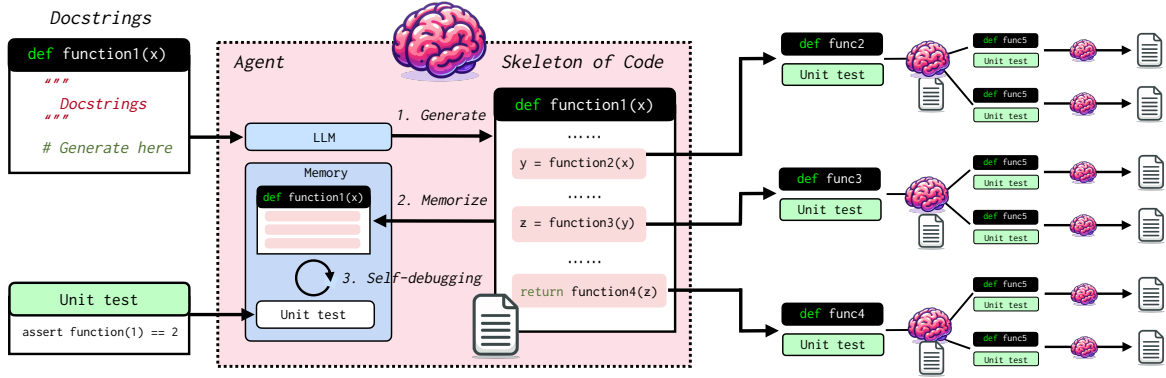 Docstrings
def function1(x)
“””
Docstrings
“””
# Generate here
Unit test
assert function(1) == 2
Agent
LLM
Memory
def function1(x)
3. Self-debugging
Unit test
1. Generate
2. Memorize
Skeleton of Code
def function1(x)
......
y = function2(x)
......
z = function3(y)
......
return function4(z)
def func2
Unit test
def func5
Unit test
def func5
Unit test
def func3
Unit test
def func5
Unit test
def func5
Unit test
def func4
Unit test
def func5
Unit test
def func5
Unit test